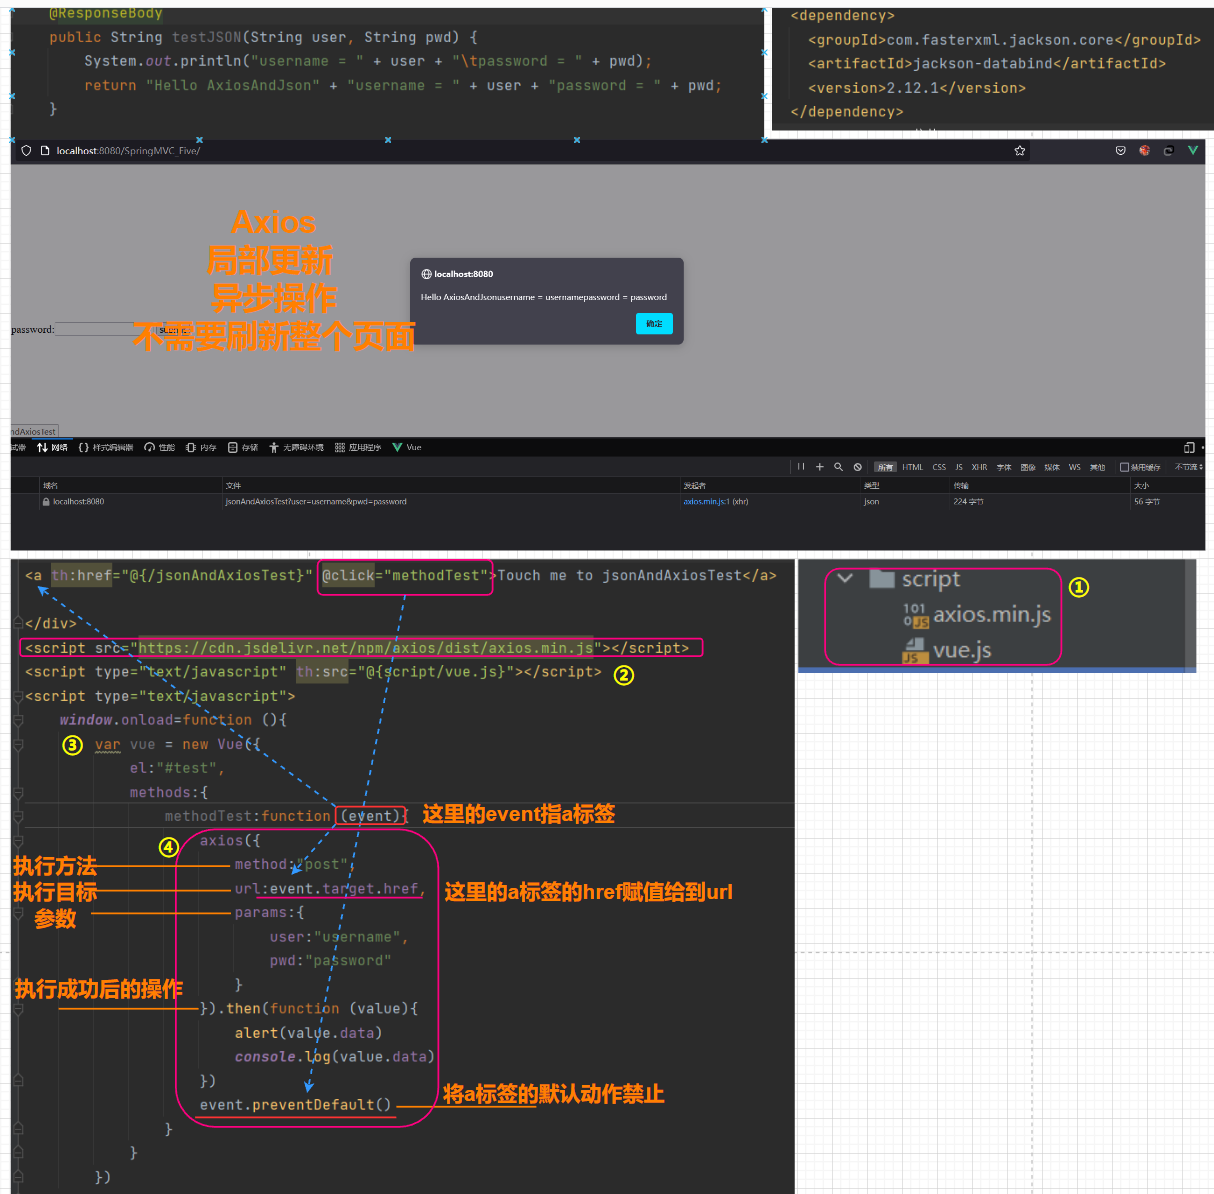 @ResponseBody
public String testJSON(String user, String pwd) {
System.out.println("username = " + user + "\tpassword = " + pwd);
return "Hello AxiosAndJson" + "username = " + user + "password = " + pwd;
}
<dependency>
<groupId>com.fasterxml.jackson.core</groupId>
<artifactId>jackson-databind</artifactId>
<version>2.12.1</version>
</dependency>
localhost:8080/SpringMVC_Five/
Axios
局部更新
异步操作
不需要刷新整个页面
password:
localhost:8080
Hello AxiosAndJsonusername = usernamepassword = password
确定
ndAxiosTest
试器 网络 {} 样式编辑器 性能 内存 存储 无障碍环境 应用程序 Vue
所有 HTML CSS JS XHR 字体 图像 媒体 WS 其他 禁用缓存 不节流
域名 文件 发起者 类型 传输 大小
localhost:8080 jsonAndAxiosTest?user=username&pwd=password axios.min.js:1 (xhr) json 224 字节 56 字节
<a th:href="@{/jsonAndAxiosTest}" @click="methodTest">Touch me to jsonAndAxiosTest</a>
</div>
<script src="https://cdn.jsdelivr.net/npm/axios/dist/axios.min.js"></script>
<script type="text/javascript" th:src="@{script/vue.js}"></script> ②
<script type="text/javascript">
window.onload=function (){
③ var vue = new Vue({
el:"#test",
methods:{
methodTest:function (event){ 这里的event指a标签
④ axios({
执行方法 method:"post",
执行目标 url:event.target.href, 这里的a标签的href赋值给到url
参数 params:{
user:"username",
pwd:"password"
}
执行成功后的操作
}).then(function (value){
alert(value.data)
console.log(value.data)
})
event.preventDefault() 将a标签的默认动作禁止
}
}
})
script ①
axios.min.js
vue.js